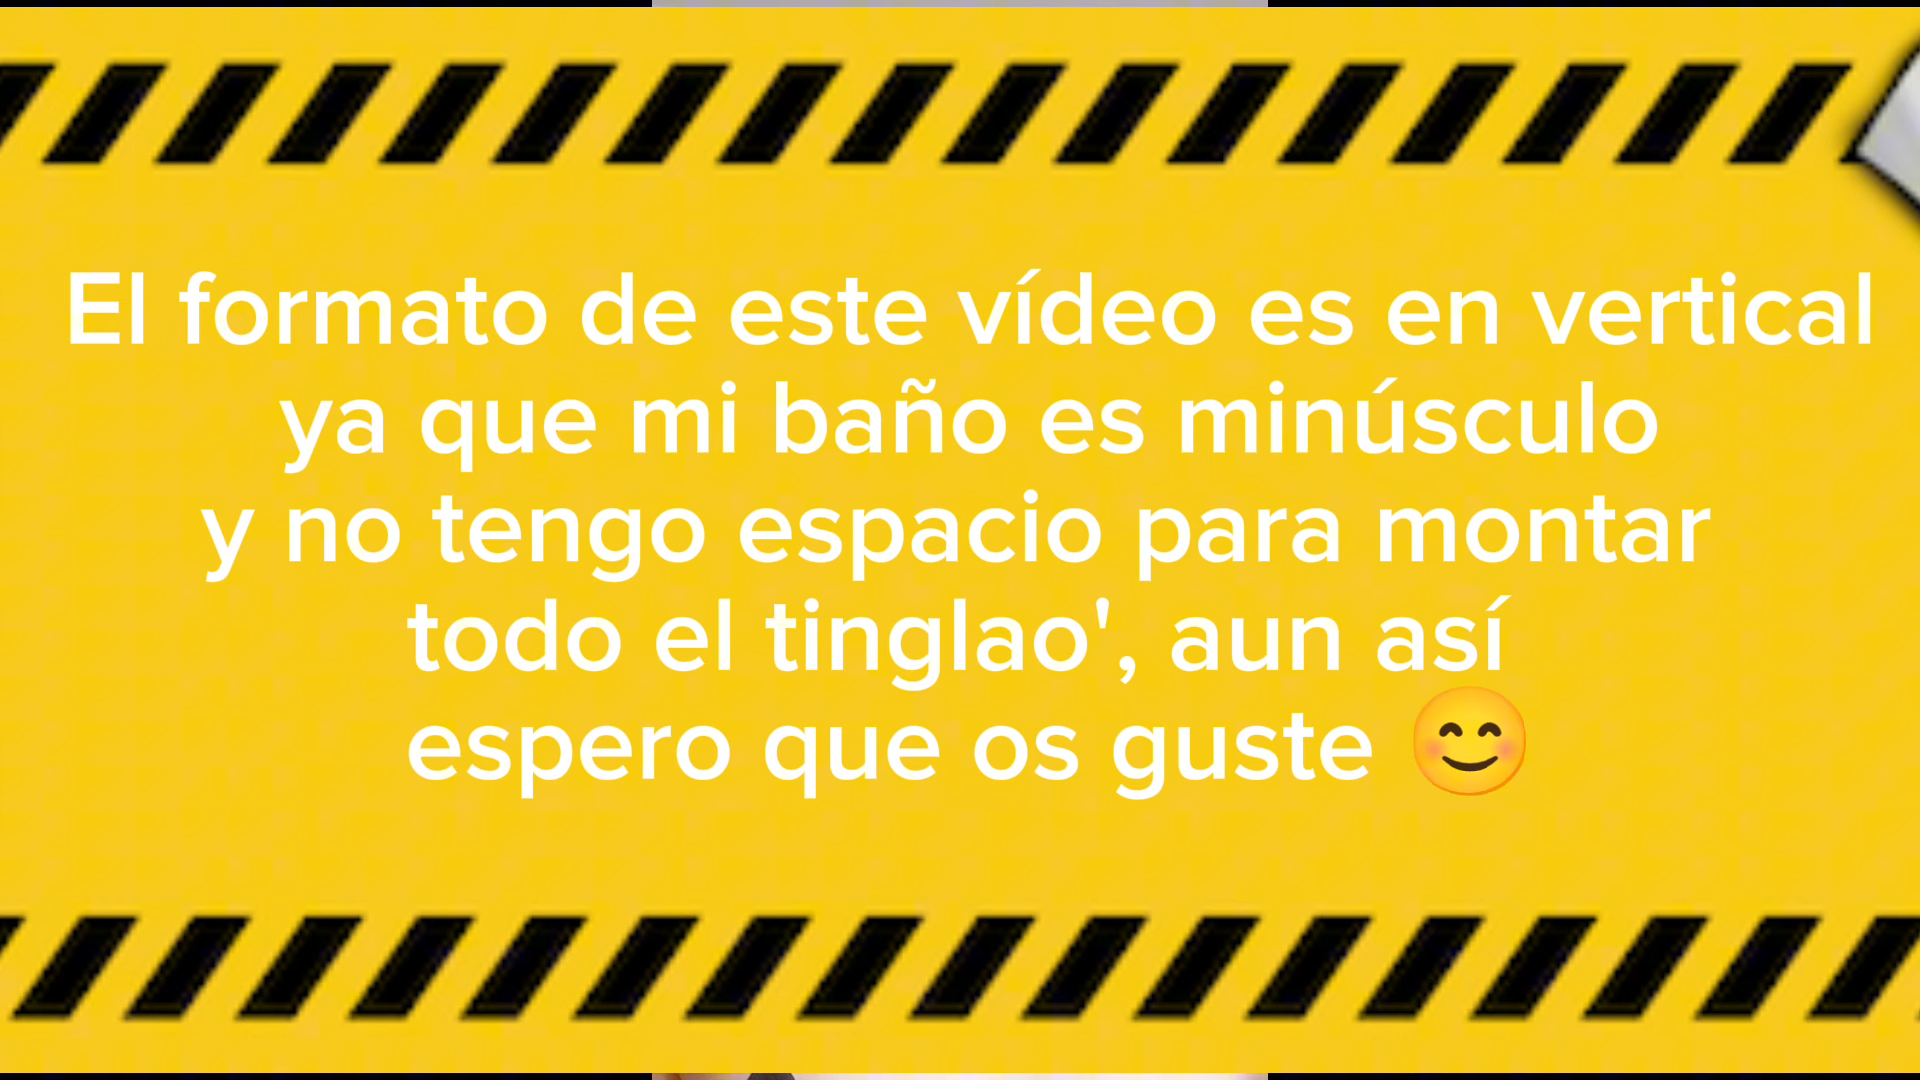 El formato de este vídeo es en vertical
ya que mi baño es minúsculo
y no tengo espacio para montar
todo el tinglao', aun así
espero que os guste 😊